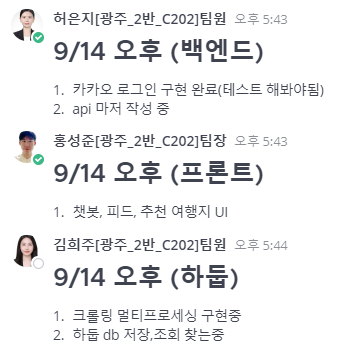 허은지[광주_2반_C202]팀원 오후 5:43
9/14 오후 (백엔드)
1. 카카오 로그인 구현 완료(테스트 해봐야됨)
2. api 마저 작성 중
홍성준[광주_2반_C202]팀장 오후 5:43
9/14 오후 (프론트)
1. 챗봇, 피드, 추천 여행지 UI
김희주[광주_2반_C202]팀원 오후 5:44
9/14 오후 (하둡)
1. 크롤링 멀티프로세싱 구현중
2. 하둡 db 저장,조회 찾는중